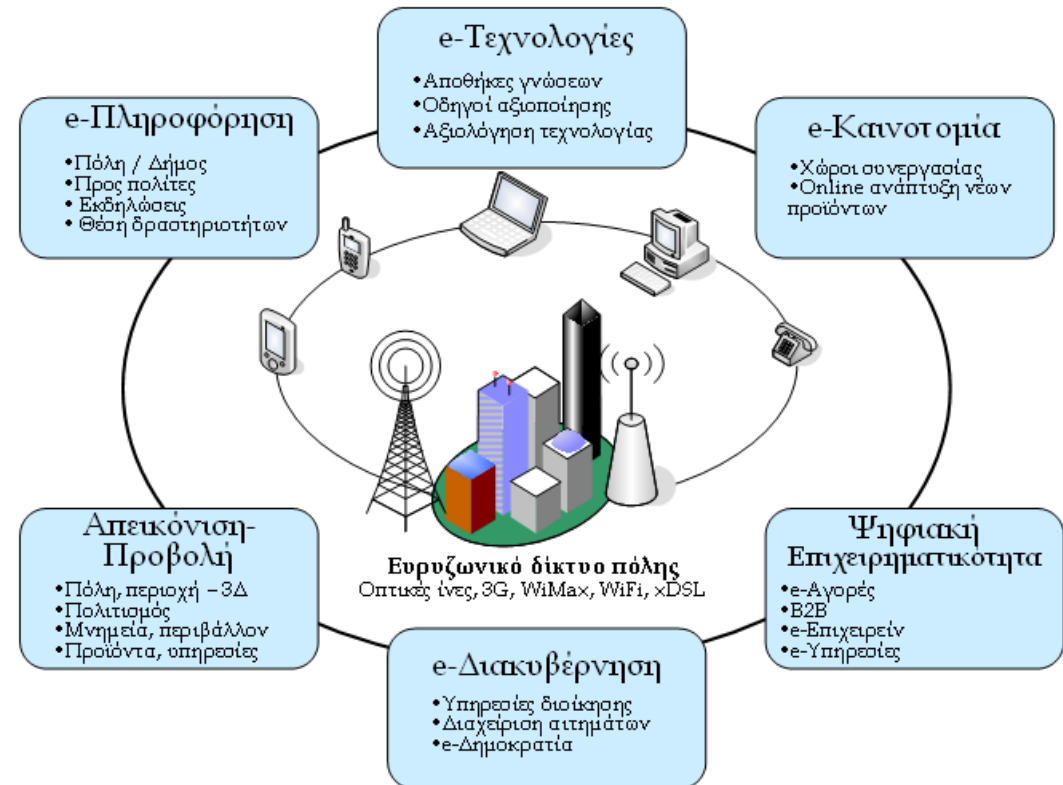 e-Τεχνολογίες
•Αποθήκες γνώσεων
•Οδηγοί αξιοποίησης
•Αξιολόγηση τεχνολογίας
e-Πληροφόρηση
•Πόλη / Δήμος
•Προς πολίτες
• Εκδηλώσεις
• Θέση δραστηριοτήτων
e-Καινοτομία
•Χώροι συνεργασίας
•Online ανάπτυξη νέων
προϊόντων
Απεικόνιση-
Προβολή
•Πόλη, περιοχή – 3Δ
•Πολιτισμός
•Μνημεία, περιβάλλον
•Προϊόντα, υπηρεσίες
Ευρυζωνικό δίκτυο πόλης
Οπτικές ίνες, 3G, WiMax, WiFi, xDSL
Ψηφιακή
Επιχειρηματικότητα
•e-Αγορές
•B2B
•e-Επιχειρείν
•e-Υπηρεσίες
e-Διακυβέρνηση
•Υπηρεσίες διοίκησης
•Διαχείριση αιτημάτων
•e-Δημοκρατία